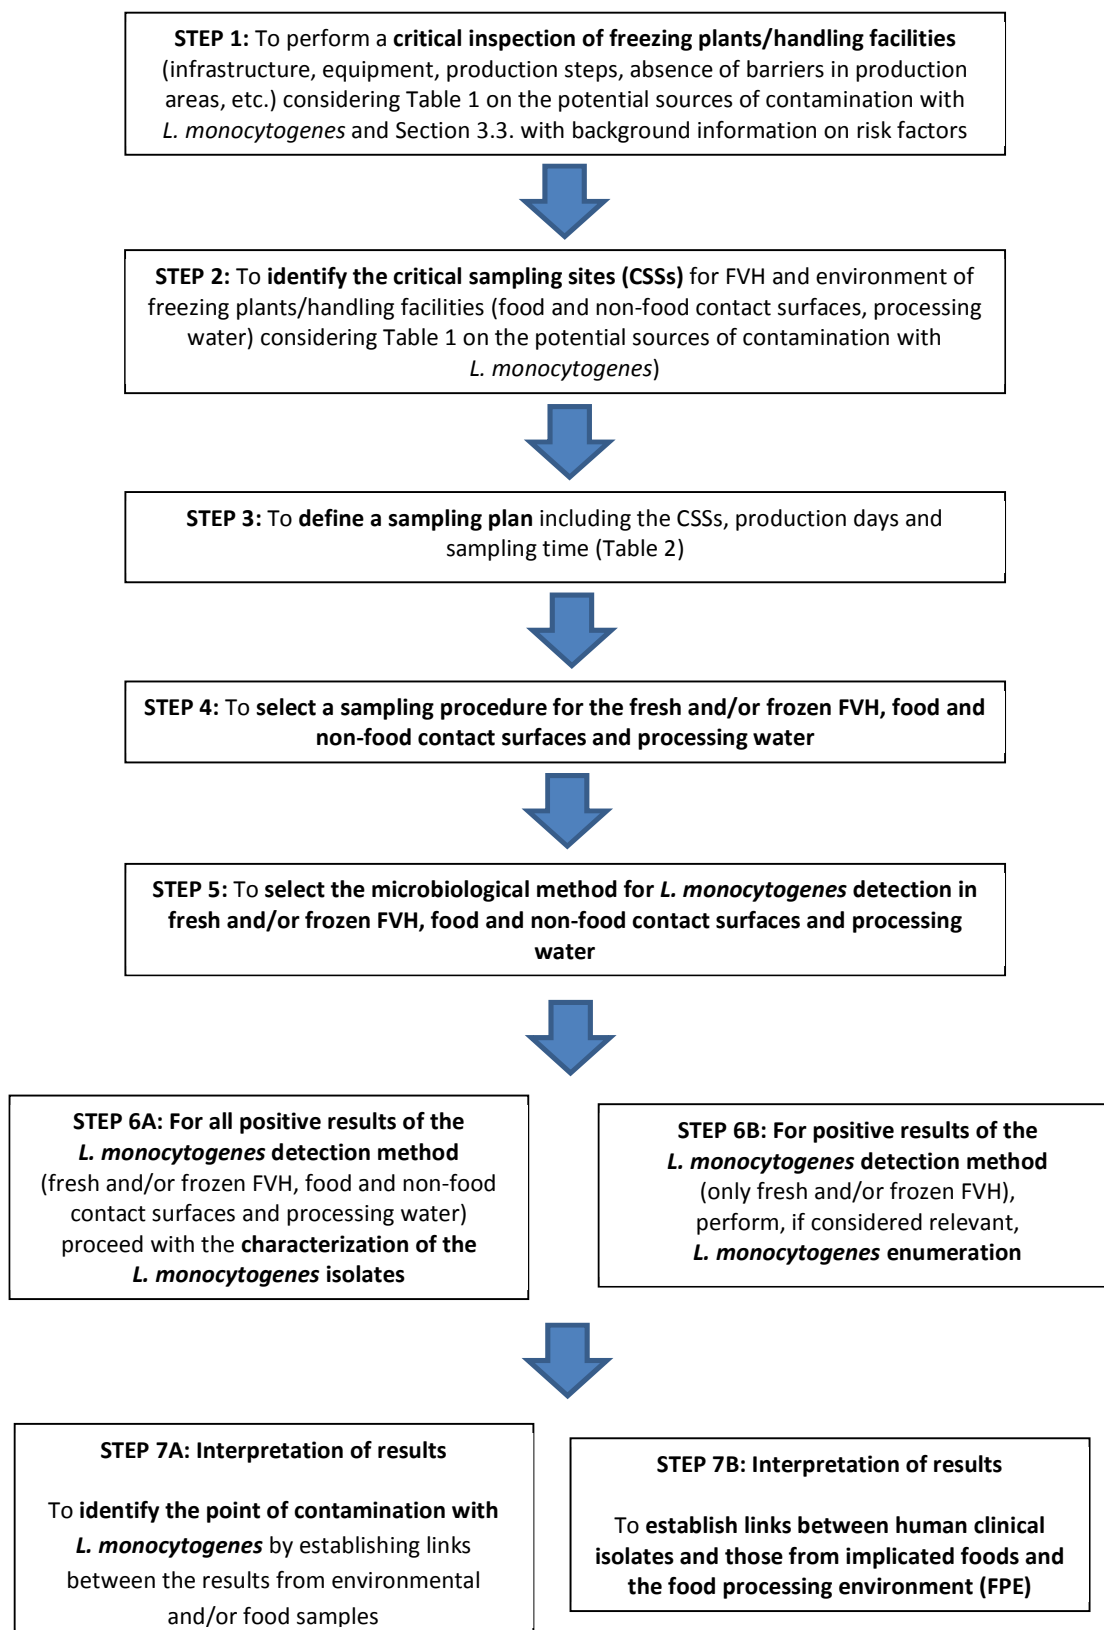 STEP 1: To perform a critical inspection of freezing plants/handling facilities
(infrastructure, equipment, production steps, absence of barriers in production
areas, etc.) considering Table 1 on the potential sources of contamination with
L. monocytogenes and Section 3.3. with background information on risk factors
STEP 2: To identify the critical sampling sites (CSSs) for FVH and environment of
freezing plants/handling facilities (food and non-food contact surfaces, processing
water) considering Table 1 on the potential sources of contamination with
L. monocytogenes)
STEP 3: To define a sampling plan including the CSSs, production days and
sampling time (Table 2)
STEP 4: To select a sampling procedure for the fresh and/or frozen FVH, food and
non-food contact surfaces and processing water
STEP 5: To select the microbiological method for L. monocytogenes detection in
fresh and/or frozen FVH, food and non-food contact surfaces and processing
water
STEP 6A: For all positive results of the
L. monocytogenes detection method
(fresh and/or frozen FVH, food and non-food
contact surfaces and processing water)
proceed with the characterization of the
L. monocytogenes isolates
STEP 6B: For positive results of the
L. monocytogenes detection method
(only fresh and/or frozen FVH),
perform, if considered relevant,
L. monocytogenes enumeration
STEP 7A: Interpretation of results
To identify the point of contamination with
L. monocytogenes by establishing links
between the results from environmental
and/or food samples
STEP 7B: Interpretation of results
To establish links between human clinical
isolates and those from implicated foods and
the food processing environment (FPE)